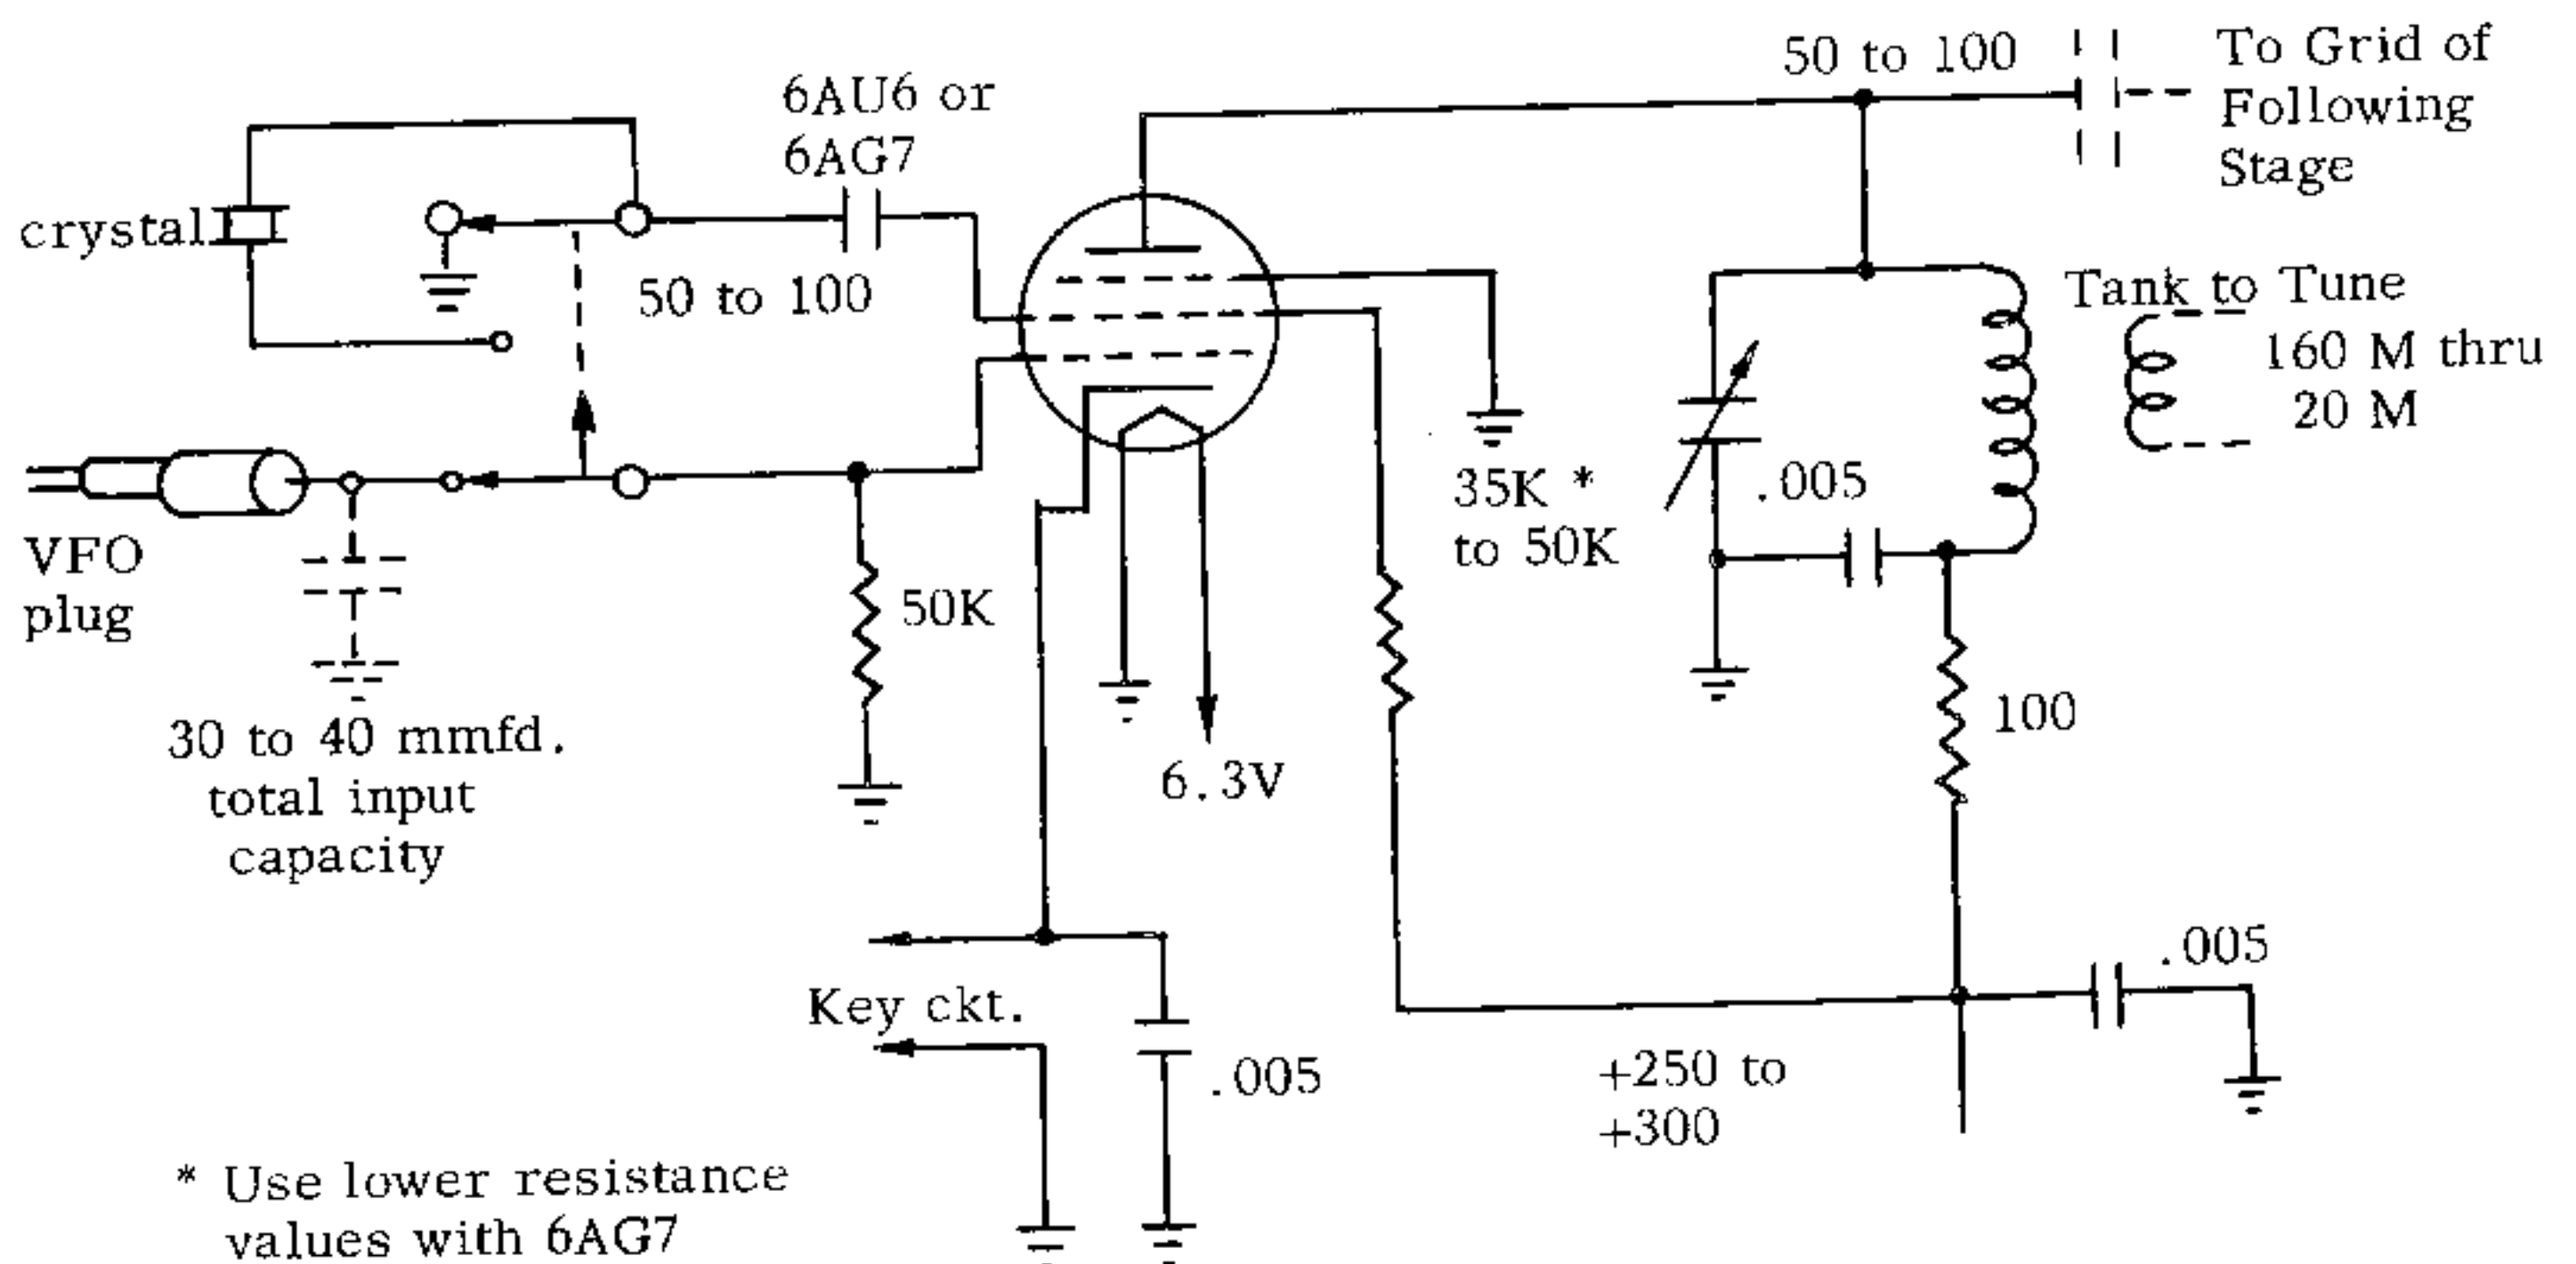 50 to 100
To Grid of
Following
Stage
6AU6 or
6AG7
crystal
50 to 100
Tank to Tune
160 M thru
20 M
35K *
to 50K
.005
VFO
plug
50K
100
30 to 40 mmfd.
total input
capacity
6.3V
.005
Key ckt.
.005
+250 to
+300
* Use lower resistance
values with 6AG7